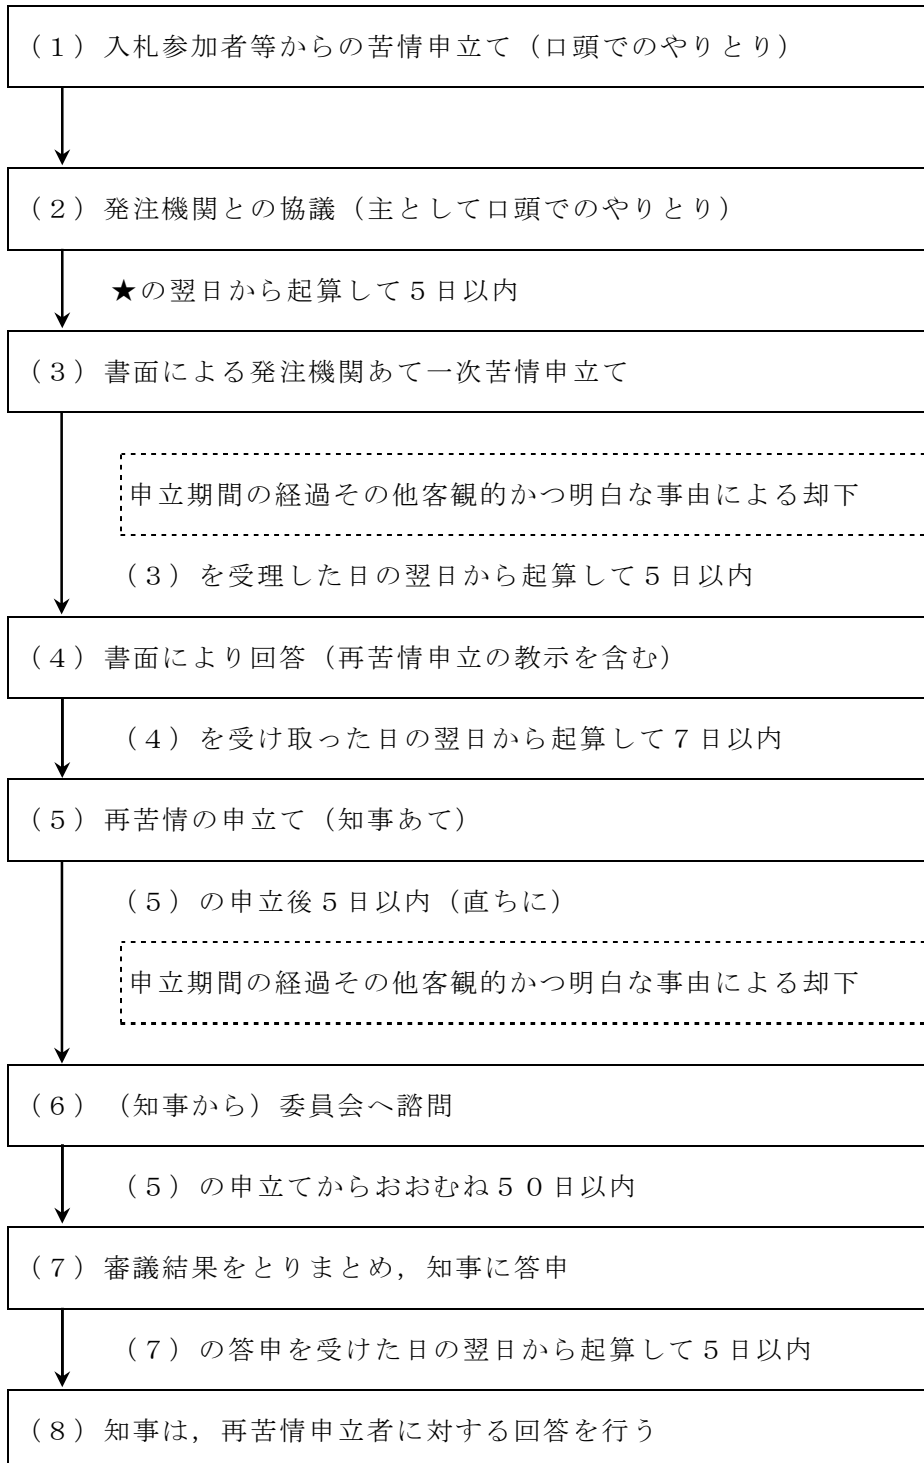 （１）入札参加者等からの苦情申立て（口頭でのやりとり）
（２）発注機関との協議（主として口頭でのやりとり）
★の翌日から起算して５日以内
（３）書面による発注機関あて一次苦情申立て
申立期間の経過その他客観的かつ明白な事由による却下
（３）を受理した日の翌日から起算して５日以内
（４）書面により回答（再苦情申立の教示を含む）
（４）を受け取った日の翌日から起算して７日以内
（５）再苦情の申立て（知事あて）
（５）の申立後５日以内（直ちに）
申立期間の経過その他客観的かつ明白な事由による却下
（６）（知事から）委員会へ諮問
（５）の申立てからおおむね５０日以内
（７）審議結果をとりまとめ，知事に答申
（７）の答申を受けた日の翌日から起算して５日以内
（８）知事は，再苦情申立者に対する回答を行う